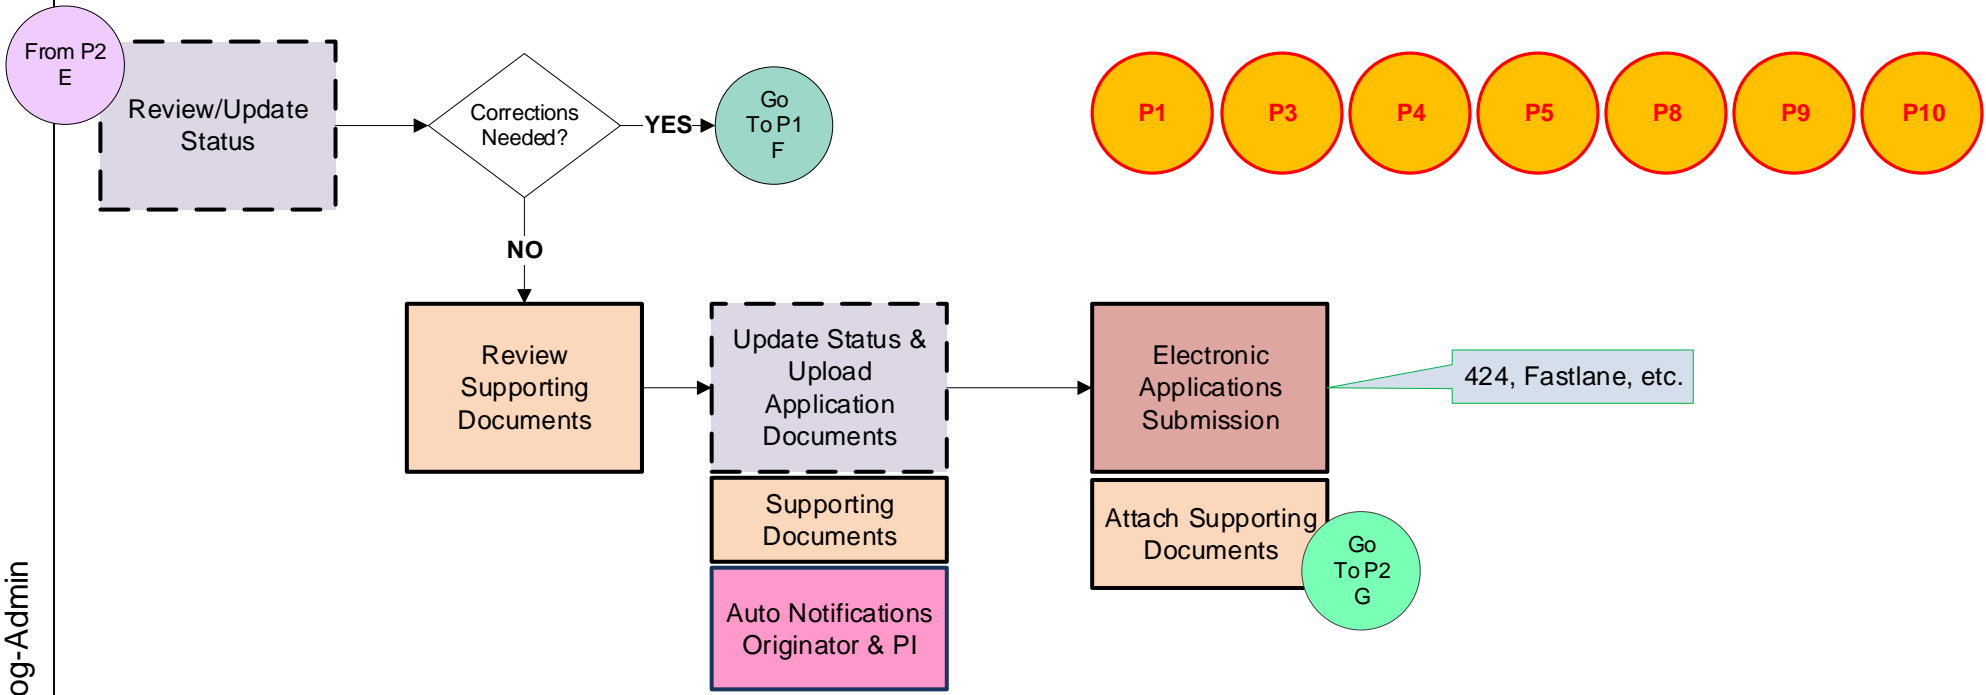 From P2
E
Review/Update
Status
Corrections
Needed?
YES
Go
To P1
F
P1
P3
P4
P5
P8
P9
P10
NO
Review
Supporting
Documents
Update Status &
Upload
Application
Documents
Electronic
Applications
Submission
424, Fastlane, etc.
Supporting
Documents
Attach Supporting
Documents
Go
To P2
G
Auto Notifications
Originator & PI
og-Admin